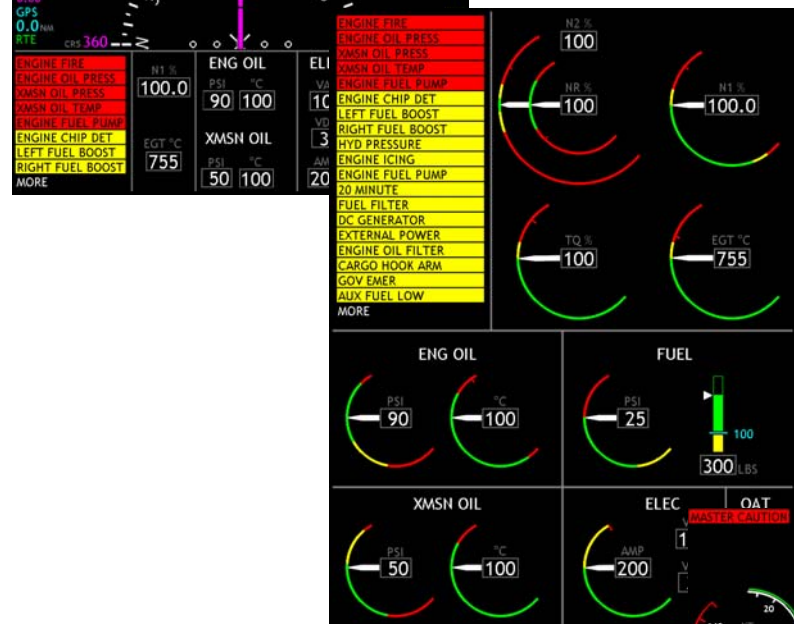 GPS
0.0 NM
RTE
CRS 360
N
ENGINE FIRE
ENGINE OIL PRESS
XMSN OIL PRESS
XMSN OIL TEMP
ENGINE FUEL PUMP
ENGINE CHIP DET
LEFT FUEL BOOST
RIGHT FUEL BOOST
MORE
N1 %
100.0
EGT °C
755
ENG OIL
PSI °C
90 100
XMSN OIL
PSI °C
50 100
ENGINE FIRE
ENGINE OIL PRESS
XMSN OIL PRESS
XMSN OIL TEMP
ENGINE FUEL PUMP
ENGINE CHIP DET
LEFT FUEL BOOST
RIGHT FUEL BOOST
HYD PRESSURE
ENGINE ICING
ENGINE FUEL PUMP
20 MINUTE
FUEL FILTER
DC GENERATOR
EXTERNAL POWER
ENGINE OIL FILTER
CARGO HOOK ARM
GOV EMER
AUX FUEL LOW
MORE
N2 %
100
NR %
100
N1 %
100.0
TQ %
100
EGT °C
755
ENG OIL
PSI
90
°C
100
FUEL
PSI
25
100
300 LBS
XMSN OIL
PSI
50
°C
100
ELEC
AMP
200
OAT
MASTER CAUTION
20